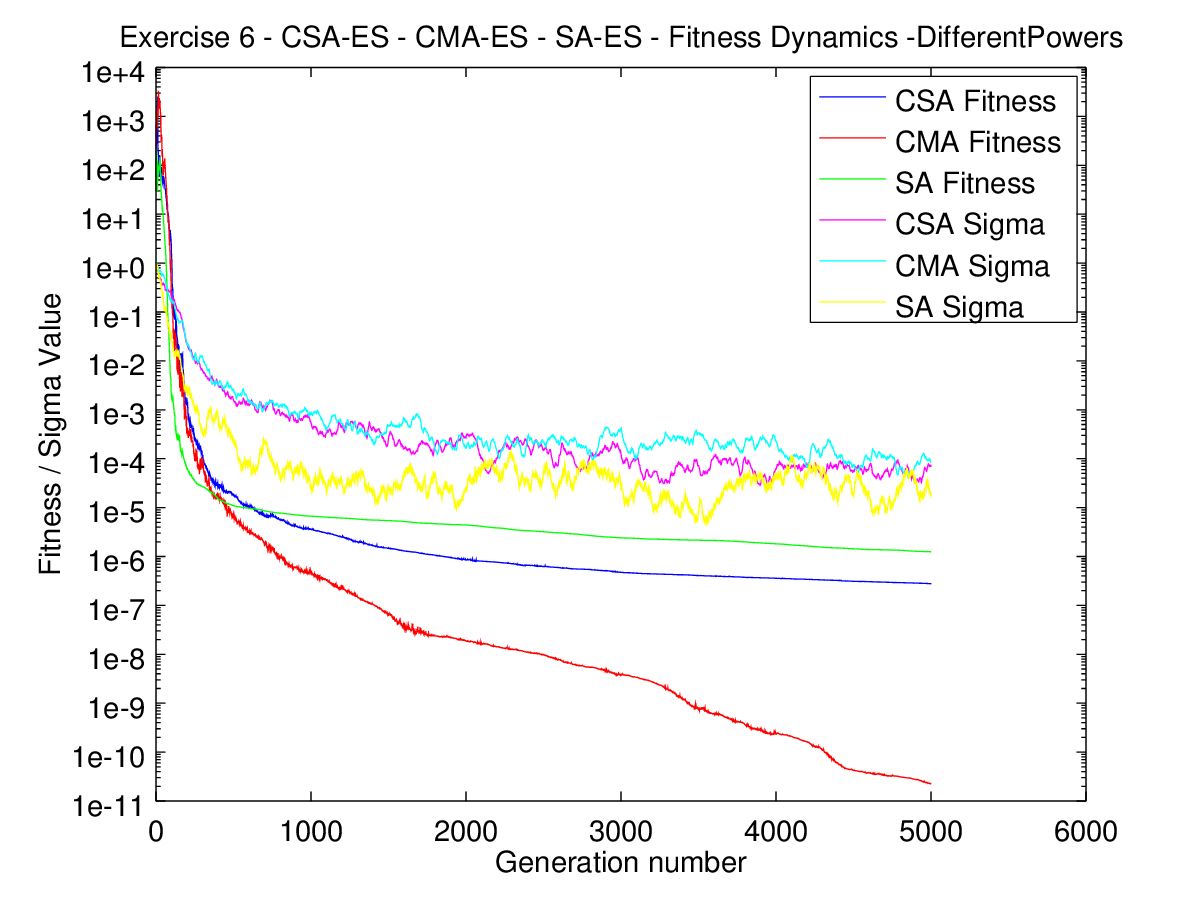 Exercise 6 - CSA-ES - CMA-ES - SA-ES - Fitness Dynamics -DifferentPowers
1e+4
1e+3
1e+2
1e+1
1e+0
1e-1
1e-2
1e-3
1e-4
1e-5
1e-6
1e-7
1e-8
1e-9
1e-10
1e-11
Fitness / Sigma Value
CSA Fitness
CMA Fitness
SA Fitness
CSA Sigma
CMA Sigma
SA Sigma
0 1000 2000 3000 4000 5000 6000
Generation number